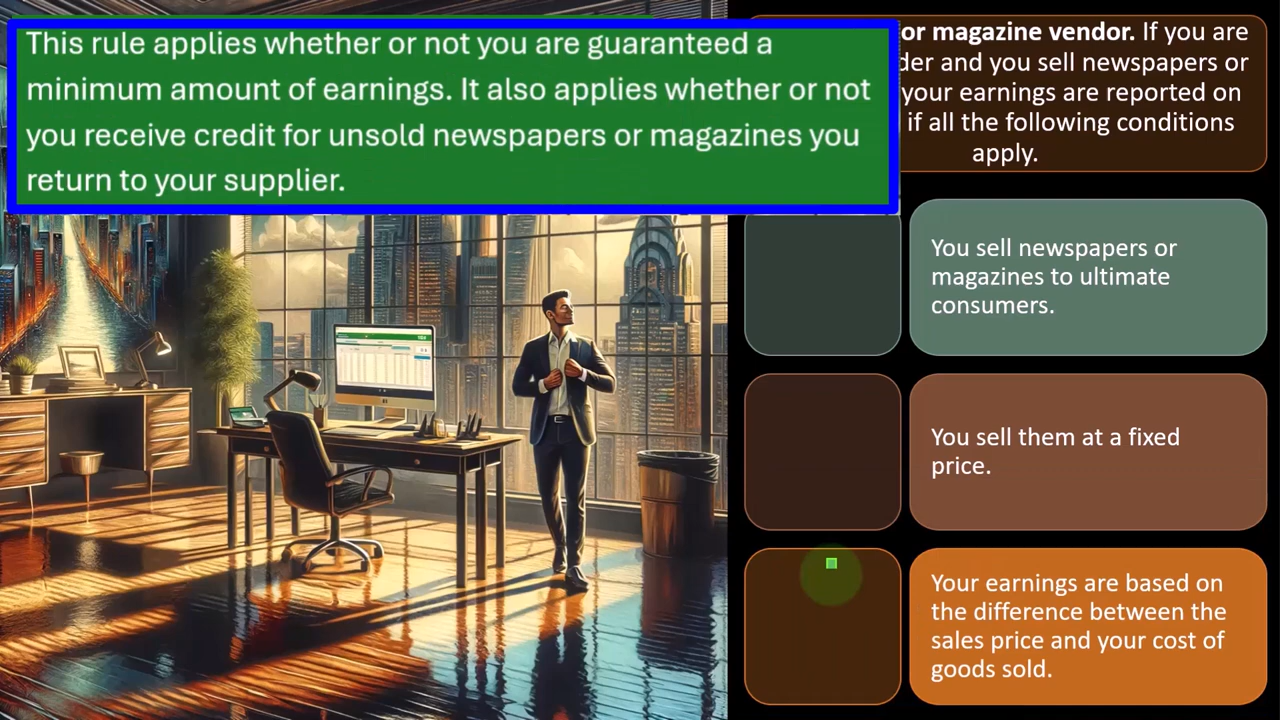 This rule applies whether or not you are guaranteed a
minimum amount of earnings. It also applies whether or not
you receive credit for unsold newspapers or magazines you
return to your supplier.
or magazine vendor. If you are
and you sell newspapers or
your earnings are reported on
if all the following conditions
apply.
You sell newspapers or
magazines to ultimate
consumers.
You sell them at a fixed
price.
Your earnings are based on
the difference between the
sales price and your cost of
goods sold.